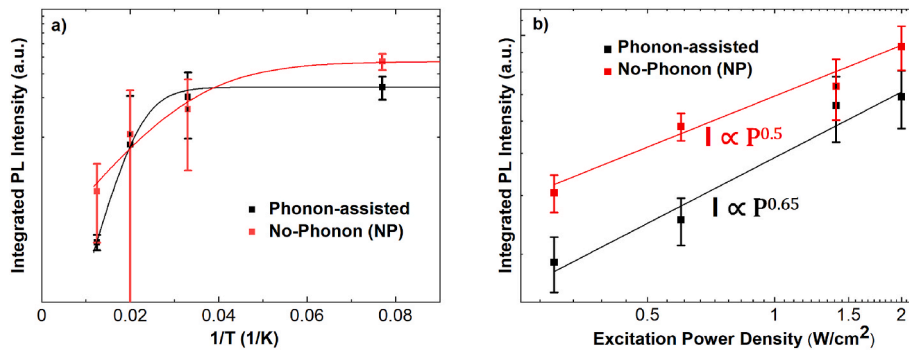 a)
Integrated PL Intensity (a.u.)
Phonon-assisted
No-Phonon (NP)
0
0.02
0.04
0.06
0.08
1/T (1/K)
b)
Integrated PL Intensity (a.u.)
Phonon-assisted
No-Phonon (NP)
I ∝ P^0.5
I ∝ P^0.65
0.5
1
1.5
2
Excitation Power Density (W/cm²)